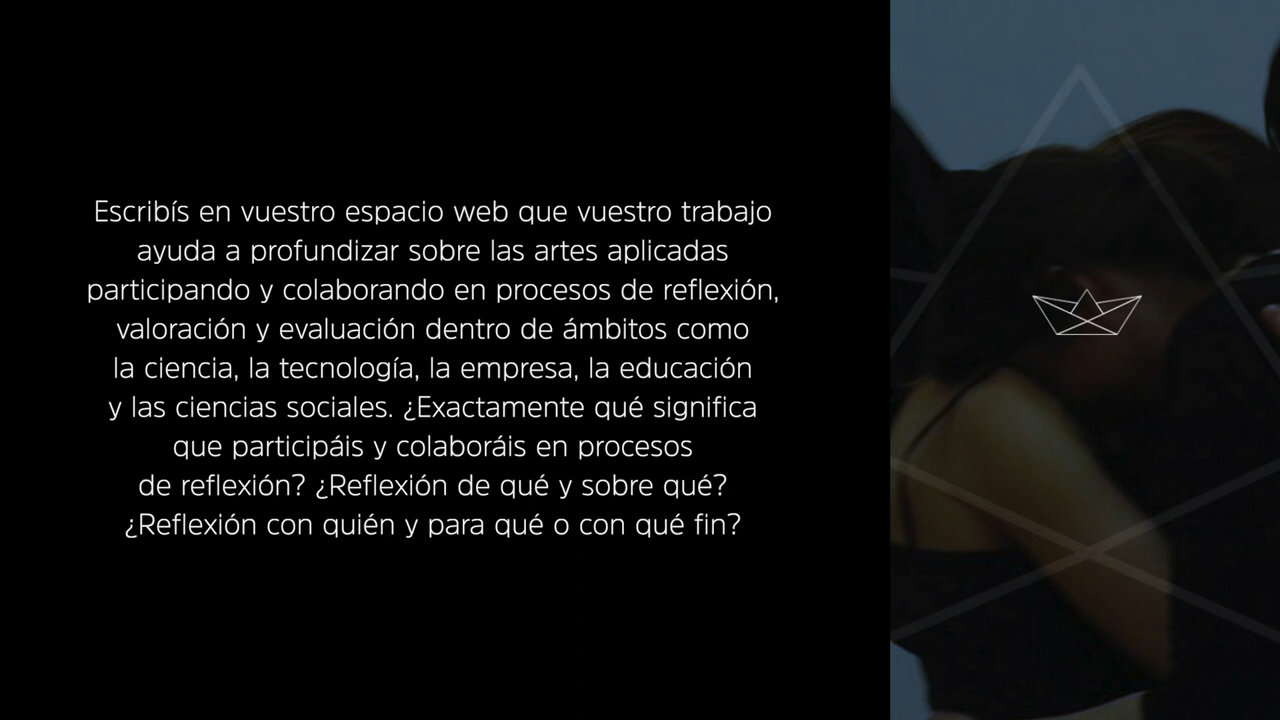 Escribís en vuestro espacio web que vuestro trabajo
ayuda a profundizar sobre las artes aplicadas
participando y colaborando en procesos de reflexión,
valoración y evaluación dentro de ámbitos como
la ciencia, la tecnología, la empresa, la educación
y las ciencias sociales. ¿Exactamente qué significa
que participáis y colaboráis en procesos
de reflexión? ¿Reflexión de qué y sobre qué?
¿Reflexión con quién y para qué o con qué fin?